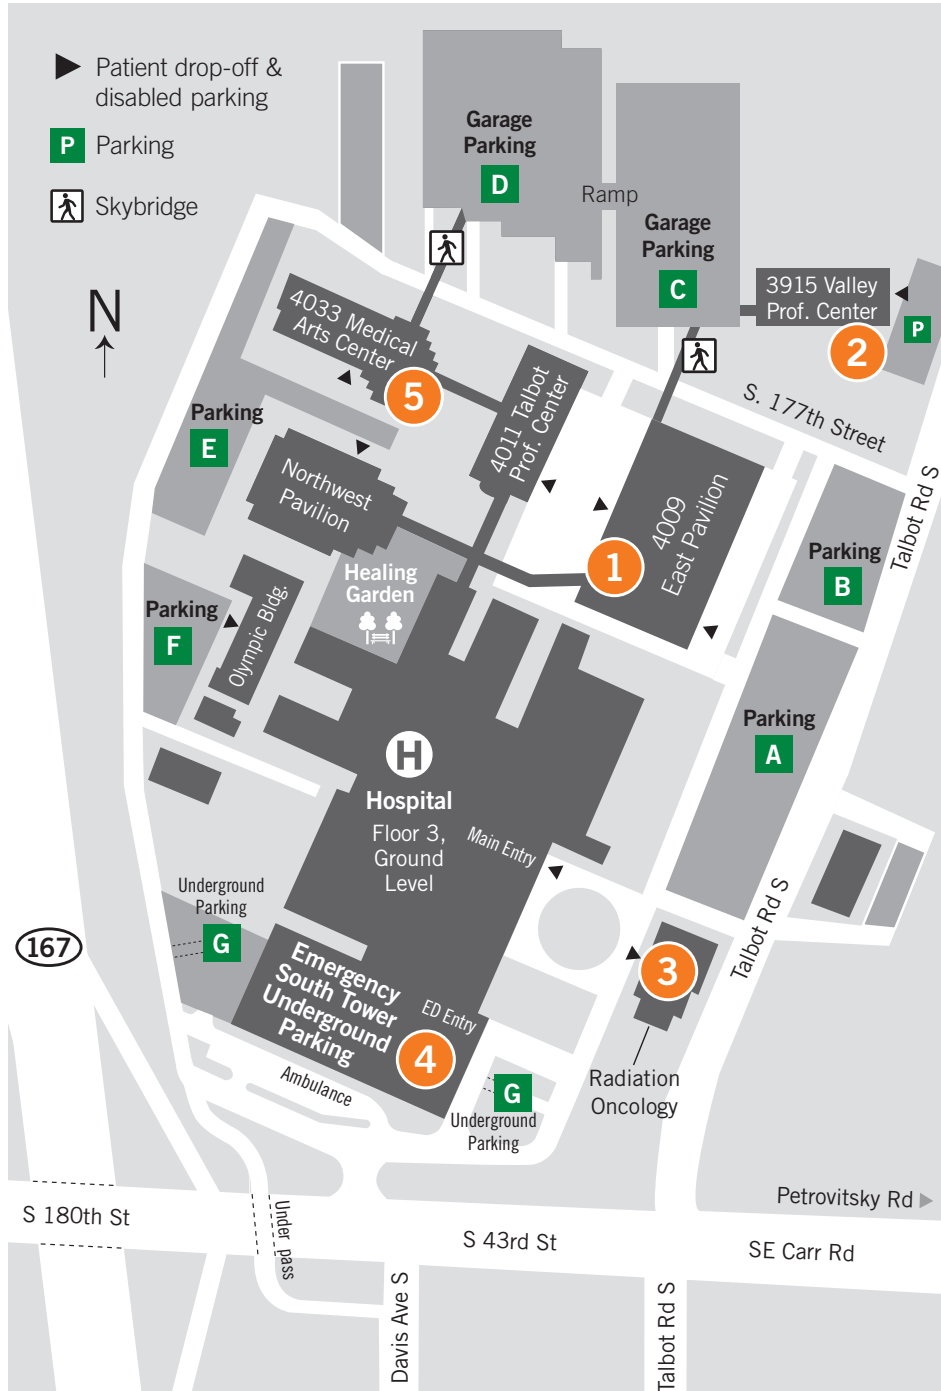 Patient drop-off &
disabled parking
P Parking
Skybridge
N
Garage
Parking
D
Ramp
Garage
Parking
C
3915 Valley
Prof. Center
2
P
4033 Medical
Arts Center
5
4011 Talbot
Prof. Center
S. 177th Street
Talbot Rd S
Parking
E
Northwest
Pavilion
4009
East Pavilion
1
Parking
B
Healing
Garden
Parking
F
Olympic Bldg.
Parking
A
H
Hospital
Floor 3,
Ground
Level
Main Entry
Underground
Parking
G
167
Talbot Rd S
3
Radiation
Oncology
Emergency
South Tower
Underground
Parking
ED Entry
4
Ambulance
G
Underground
Parking
Petrovitsky Rd
S 180th St
Under pass
S 43rd St
SE Carr Rd
Davis Ave S
Talbot Rd S